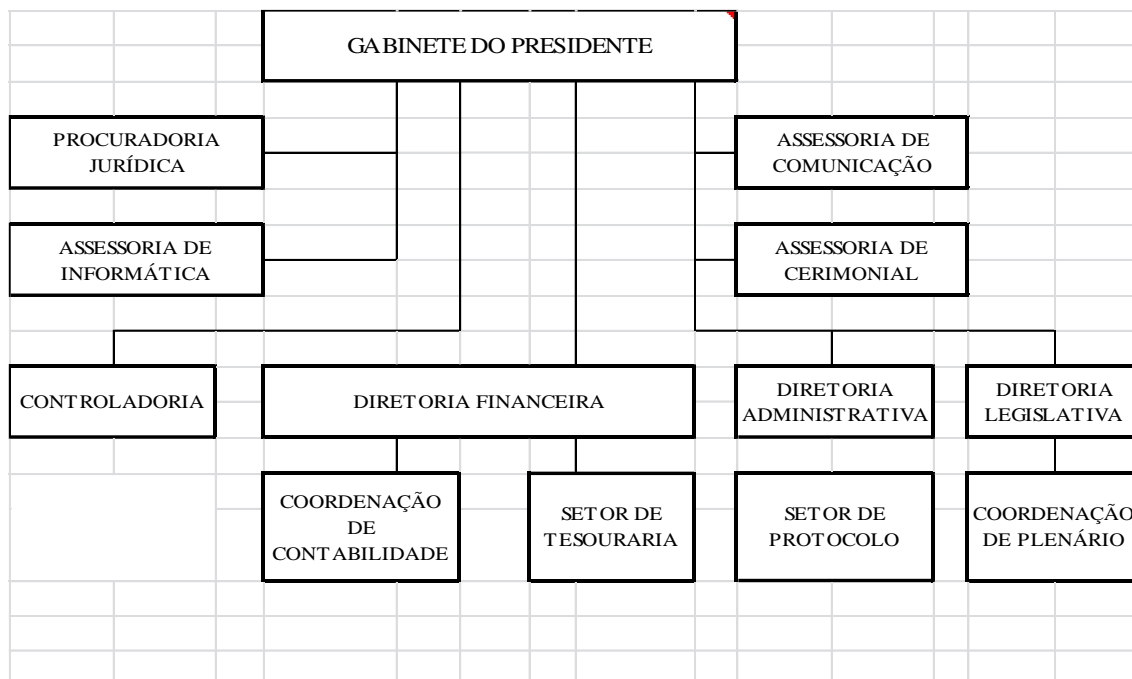 GABINETE DO PRESIDENTE
PROCURADORIA
JURÍDICA
ASSESSORIA DE
COMUNICAÇÃO
ASSESSORIA DE
INFORMÁTICA
ASSESSORIA DE
CERIMONIAL
CONTROLADORIA
DIRETORIA FINANCEIRA
DIRETORIA
ADMINISTRATIVA
DIRETORIA
LEGISLATIVA
COORDENAÇÃO
DE
CONTABILIDADE
SETOR DE
TESOURARIA
SETOR DE
PROTOCOLO
COORDENAÇÃO
DE PLENÁRIO